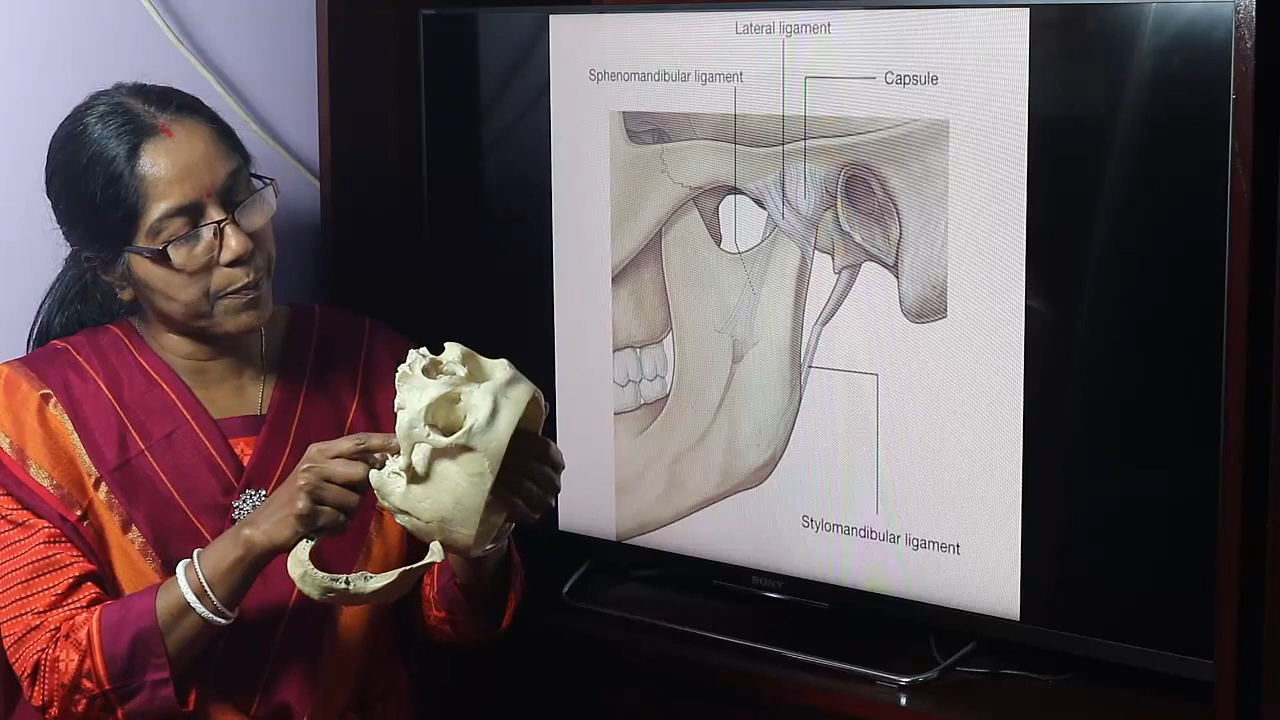 Lateral ligament
Sphenomandibular ligament
Capsule
Stylomandibular ligament
SONY